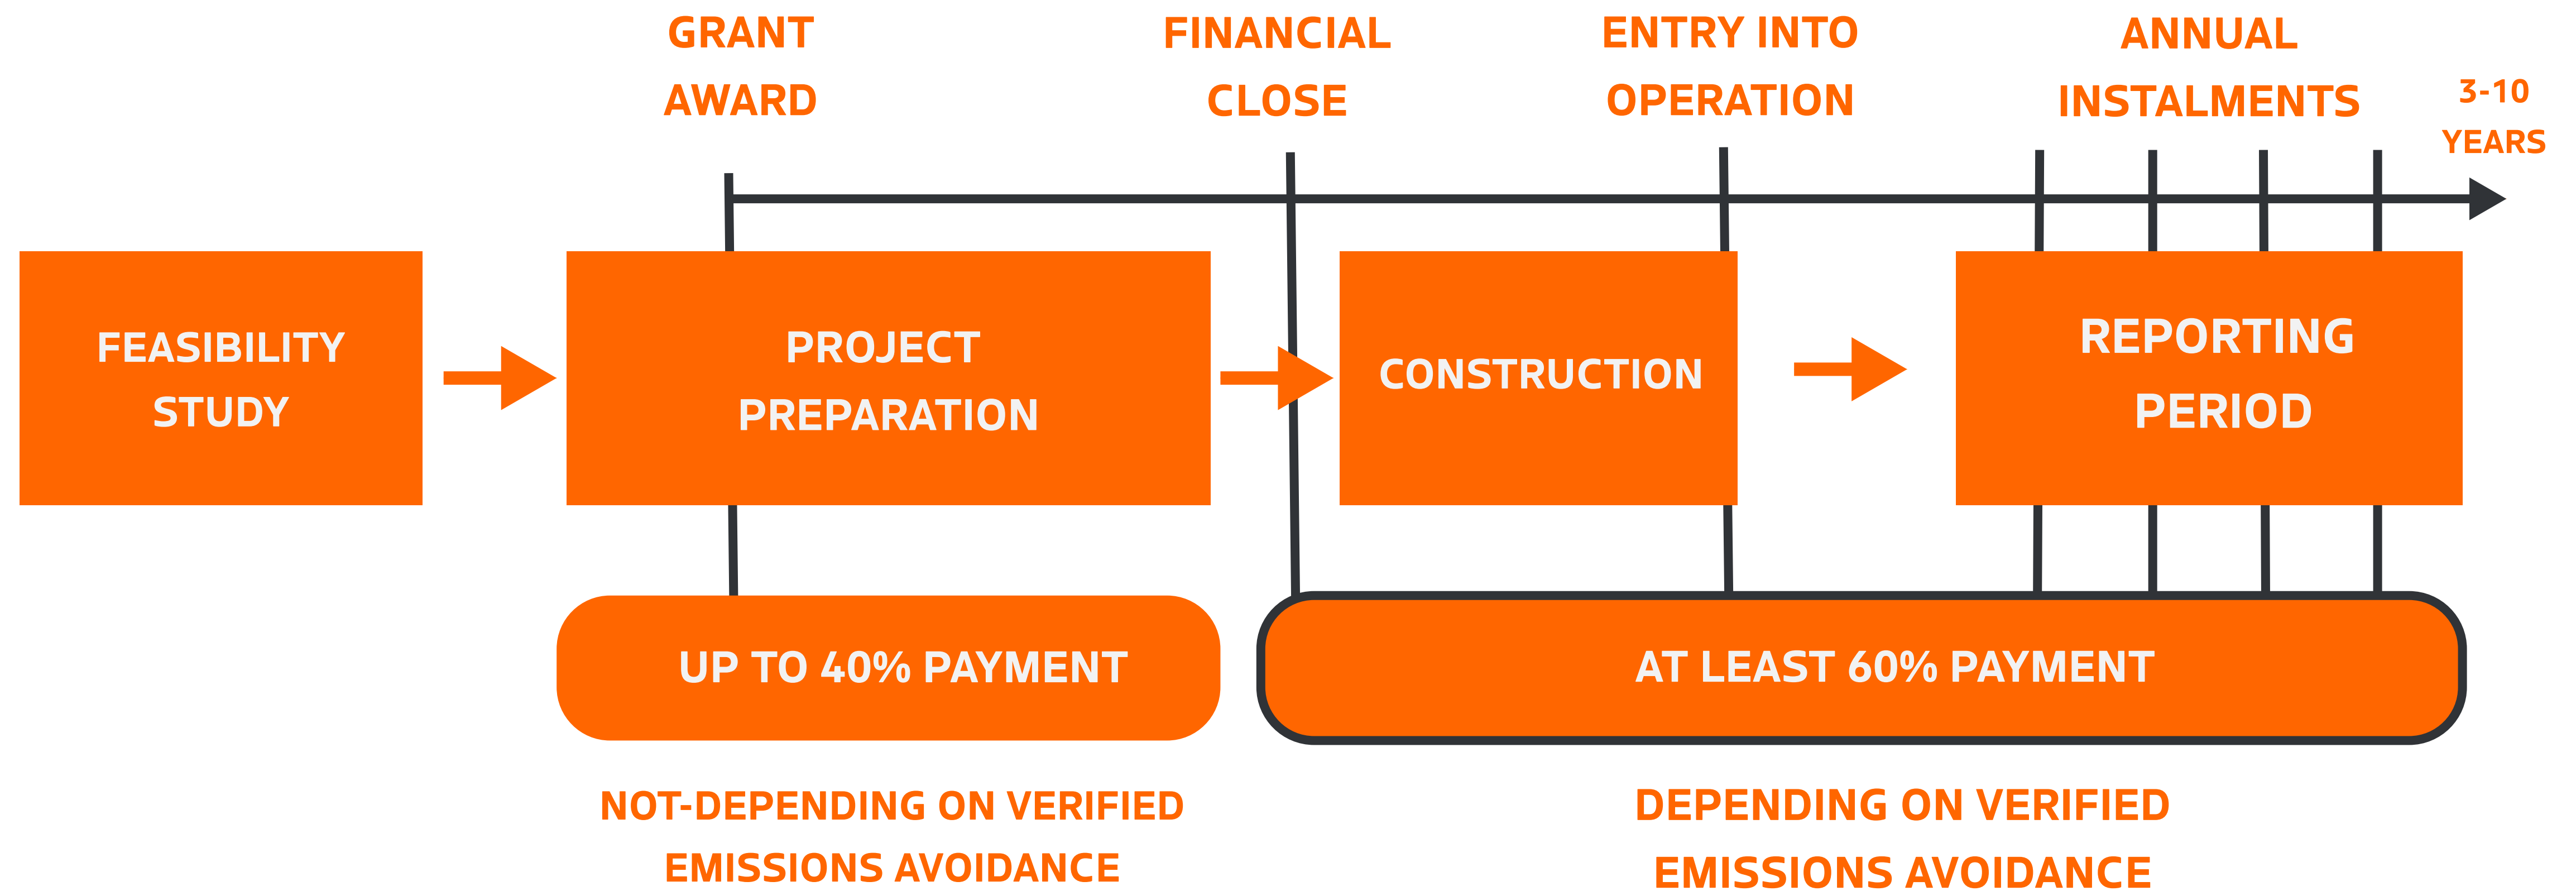 GRANT
AWARD
FINANCIAL
CLOSE
ENTRY INTO
OPERATION
ANNUAL
INSTALMENTS
3-10
YEARS
FEASIBILITY
STUDY
PROJECT
PREPARATION
CONSTRUCTION
REPORTING
PERIOD
UP TO 40% PAYMENT
AT LEAST 60% PAYMENT
NOT-DEPENDING ON VERIFIED
EMISSIONS AVOIDANCE
DEPENDING ON VERIFIED
EMISSIONS AVOIDANCE